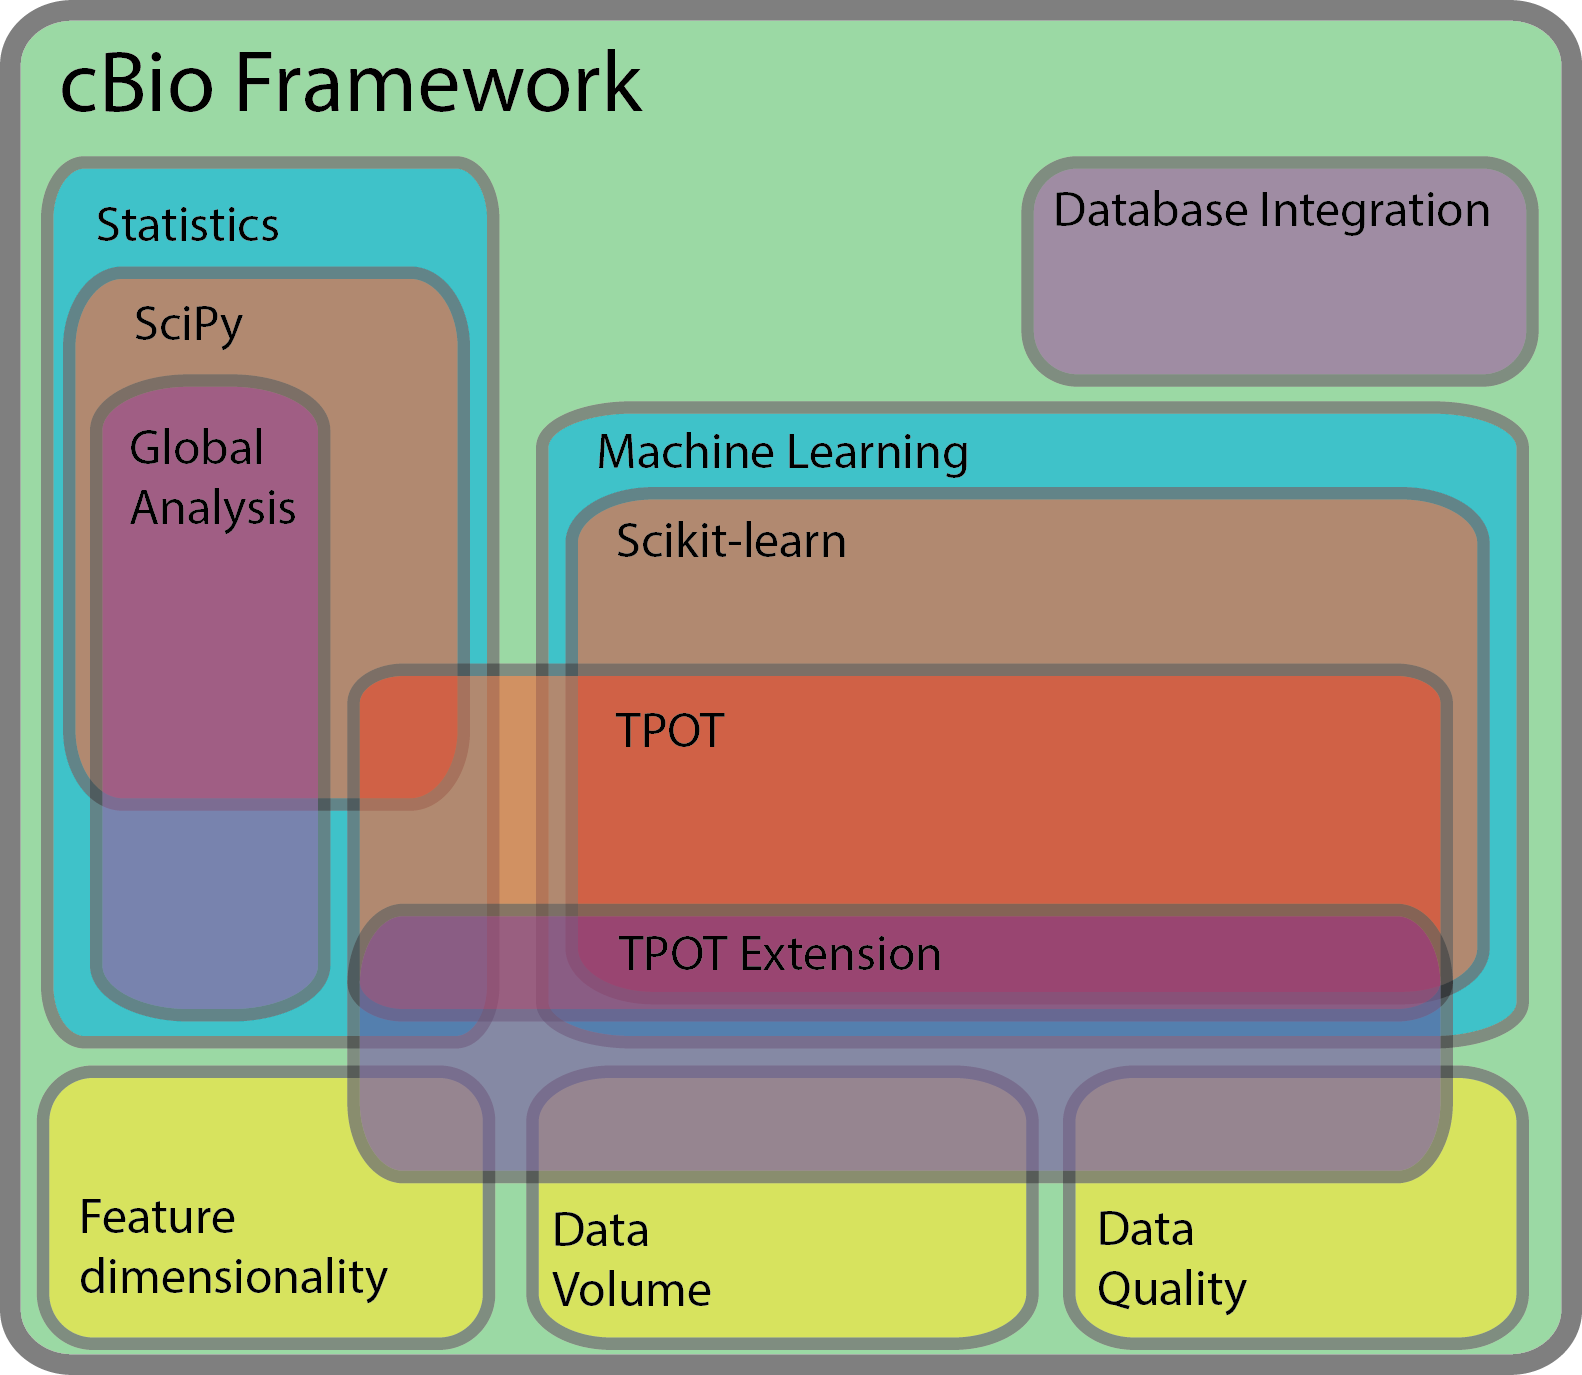 cBio Framework
Statistics
Database Integration
SciPy
Global
Analysis
Machine Learning
Scikit-learn
TPOT
TPOT Extension
Feature
dimensionality
Data
Volume
Data
Quality